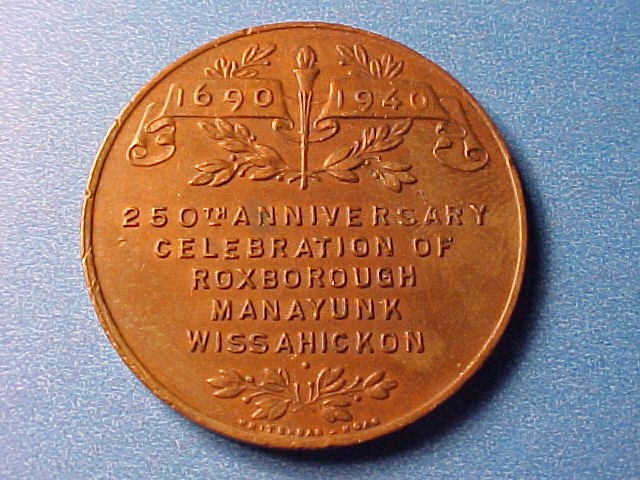 1690 1940
250TH ANNIVERSARY
CELEBRATION OF
ROXBOROUGH
MANAYUNK
WISSAHICKON